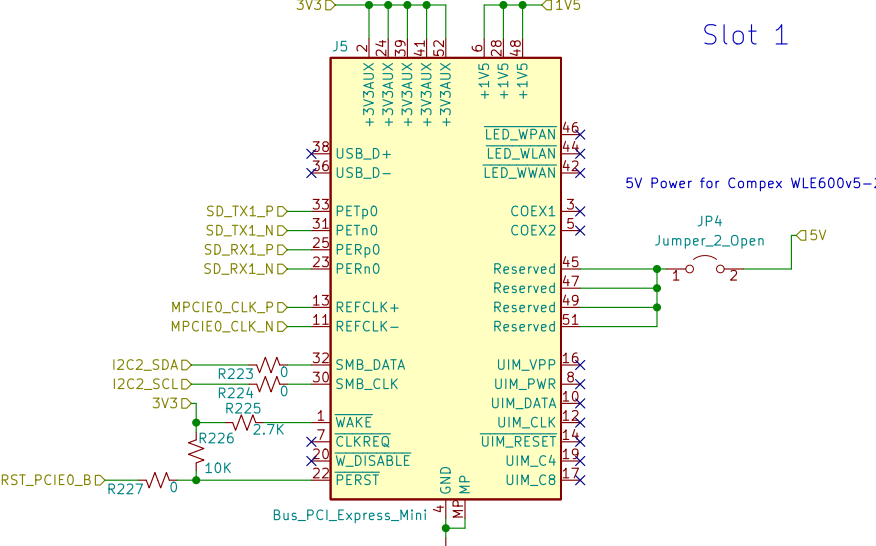 3V3
1V5
Slot 1
J5
2
24
39
41
52
6
28
48
+3V3AUX
+3V3AUX
+3V3AUX
+3V3AUX
+3V3AUX
+1V5
+1V5
+1V5
LED_WPAN 46
38 USB_D+
LED_WLAN 44
36 USB_D-
LED_WWAN 42
5V Power for Compex WLE600v5-
SD_TX1_P 33 PETp0
COEX1 3
SD_TX1_N 31 PETn0
COEX2 5
JP4
5V
Jumper_2_Open
SD_RX1_P 25 PERp0
SD_RX1_N 23 PERn0
Reserved 45
1 2
Reserved 47
MPCIE0_CLK_P 13 REFCLK+
Reserved 49
MPCIE0_CLK_N 11 REFCLK-
Reserved 51
I2C2_SDA R223 0 32 SMB_DATA
UIM_VPP 16
I2C2_SCL R224 0 30 SMB_CLK
UIM_PWR 8
3V3
UIM_DATA 10
R225
2.7K
1 WAKE
UIM_CLK 12
R226
10K
7 CLKREQ
UIM_RESET 14
20 W_DISABLE
UIM_C4 19
RST_PCIE0_B R227 0 22 PERST
UIM_C8 17
GND
MP
4
MP
Bus_PCI_Express_Mini